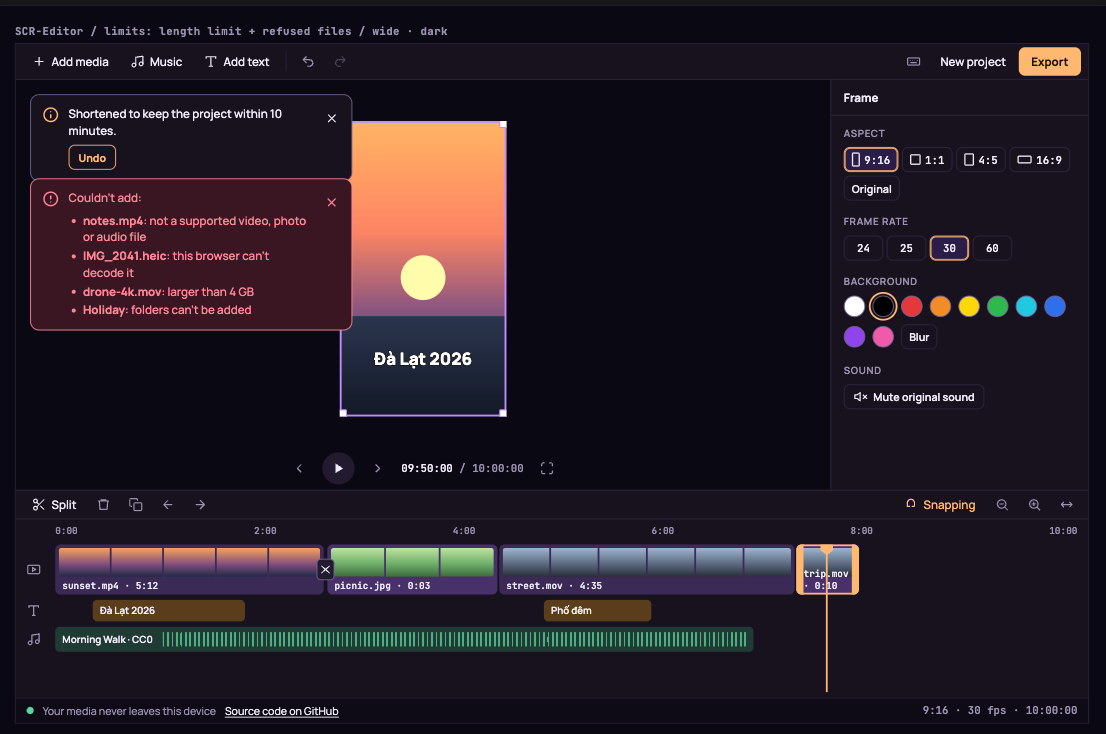 SCR-Editor / limits: length limit + refused files / wide · dark
Add media Music Add text New project Export
Shortened to keep the project within 10
minutes.
Undo
Couldn't add:
• notes.mp4: not a supported video, photo
or audio file
• IMG_2041.heic: this browser can't
decode it
• drone-4k.mov: larger than 4 GB
• Holiday: folders can't be added
Đà Lạt 2026
09:50:00 / 10:00:00
Frame
ASPECT
9:16 1:1 4:5 16:9
Original
FRAME RATE
24 25 30 60
BACKGROUND
Blur
SOUND
Mute original sound
Split Snapping
0:00 2:00 4:00 6:00 8:00 10:00
sunset.mp4 · 5:12 picnic.jpg · 0:03 street.mov · 4:35
trip.mov
· 0:10
Đà Lạt 2026 Phố đêm
Morning Walk · CC0
Your media never leaves this device Source code on GitHub 9:16 · 30 fps · 10:00:00